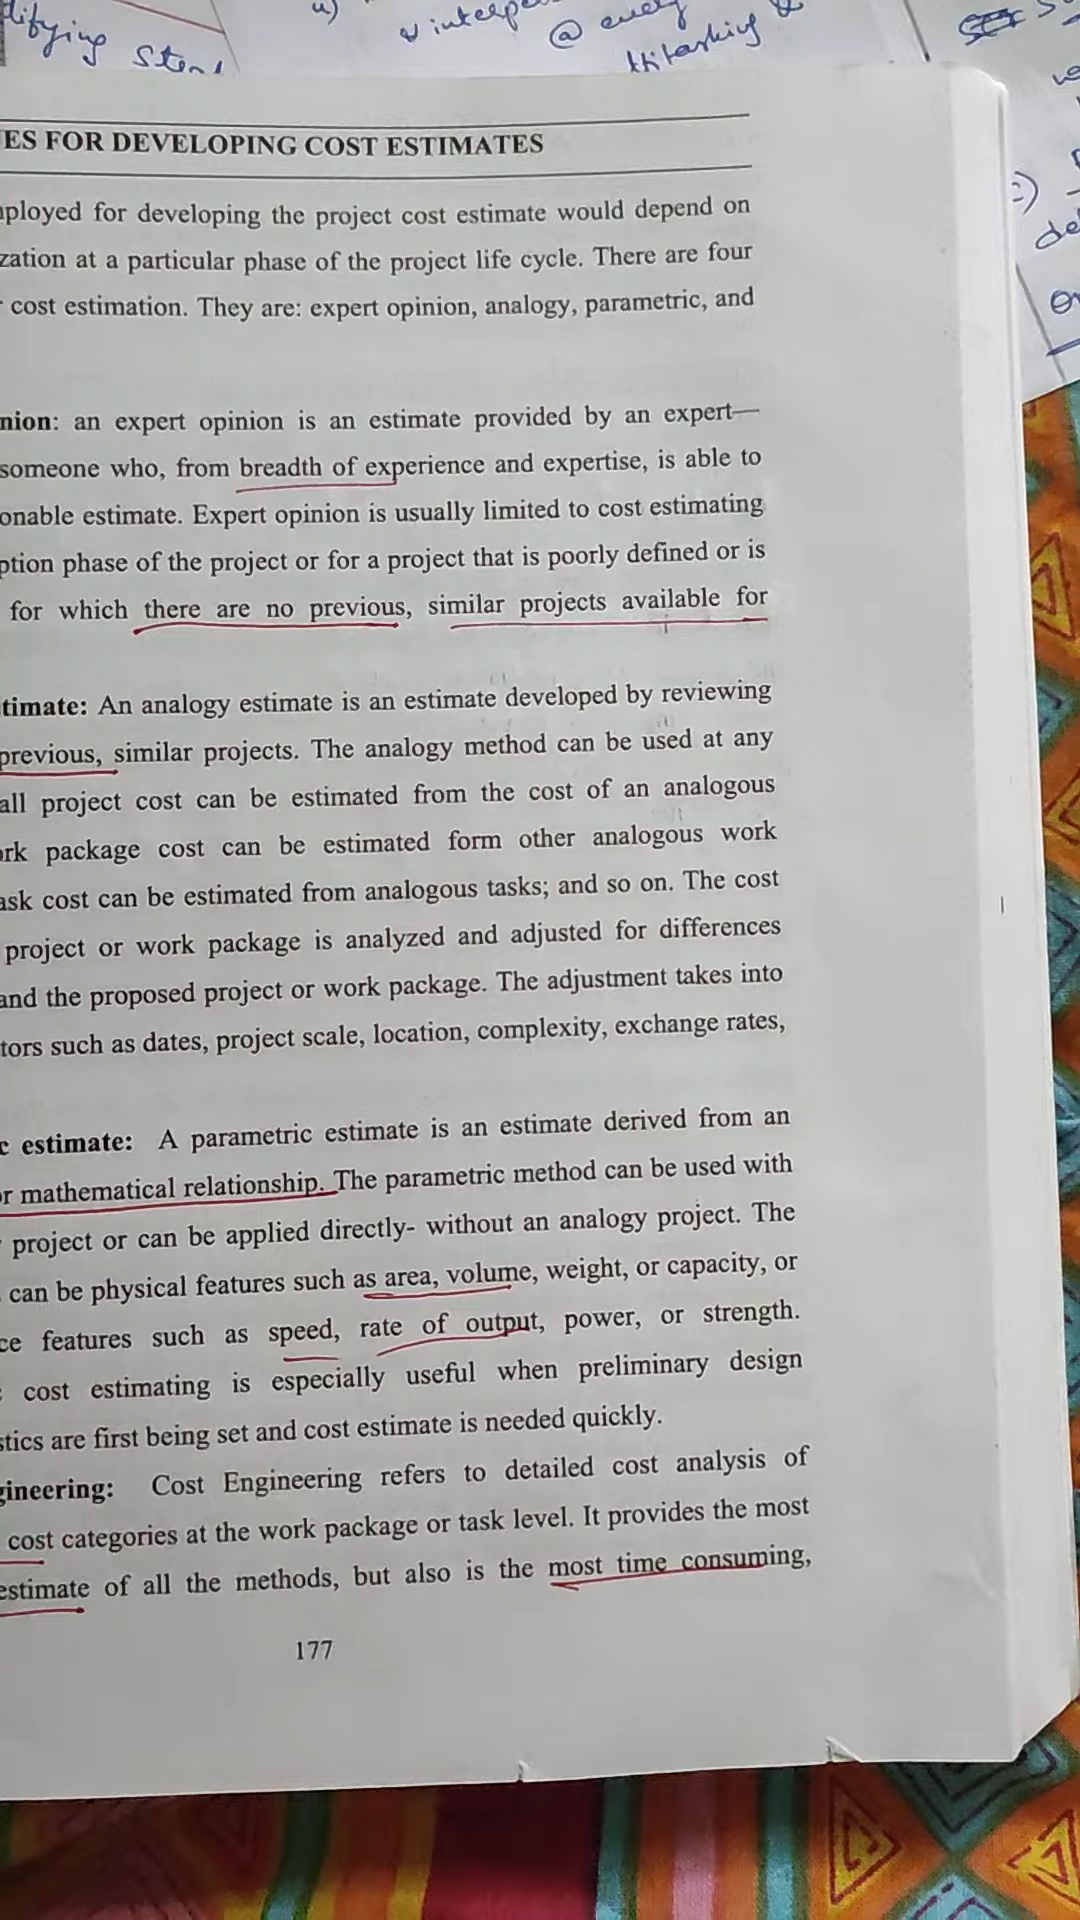 u)
interpe
@ every
lifying
ES FOR DEVELOPING COST ESTIMATES
ployed for developing the project cost estimate would depend on
zation at a particular phase of the project life cycle. There are four
cost estimation. They are: expert opinion, analogy, parametric, and
nion: an expert opinion is an estimate provided by an expert—
someone who, from breadth of experience and expertise, is able to
onable estimate. Expert opinion is usually limited to cost estimating
ption phase of the project or for a project that is poorly defined or is
for which there are no previous, similar projects available for
timate: An analogy estimate is an estimate developed by reviewing
previous, similar projects. The analogy method can be used at any
all project cost can be estimated from the cost of an analogous
ork package cost can be estimated form other analogous work
ask cost can be estimated from analogous tasks; and so on. The cost
project or work package is analyzed and adjusted for differences
and the proposed project or work package. The adjustment takes into
tors such as dates, project scale, location, complexity, exchange rates,
c estimate: A parametric estimate is an estimate derived from an
or mathematical relationship. The parametric method can be used with
project or can be applied directly- without an analogy project. The
can be physical features such as area, volume, weight, or capacity, or
ce features such as speed, rate of output, power, or strength.
cost estimating is especially useful when preliminary design
stics are first being set and cost estimate is needed quickly.
gineering: Cost Engineering refers to detailed cost analysis of
cost categories at the work package or task level. It provides the most
estimate of all the methods, but also is the most time consuming,
177